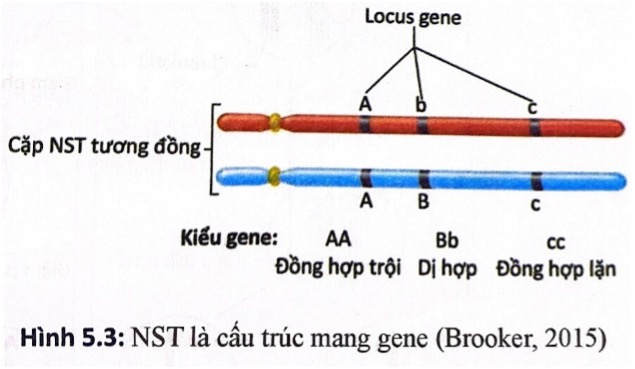 Locus gene
A b c
Cặp NST tương đồng
A B c
Kiểu gene: AA Bb cc
Đồng hợp trội Dị hợp Đồng hợp lặn
Hình 5.3: NST là cấu trúc mang gene (Brooker, 2015)